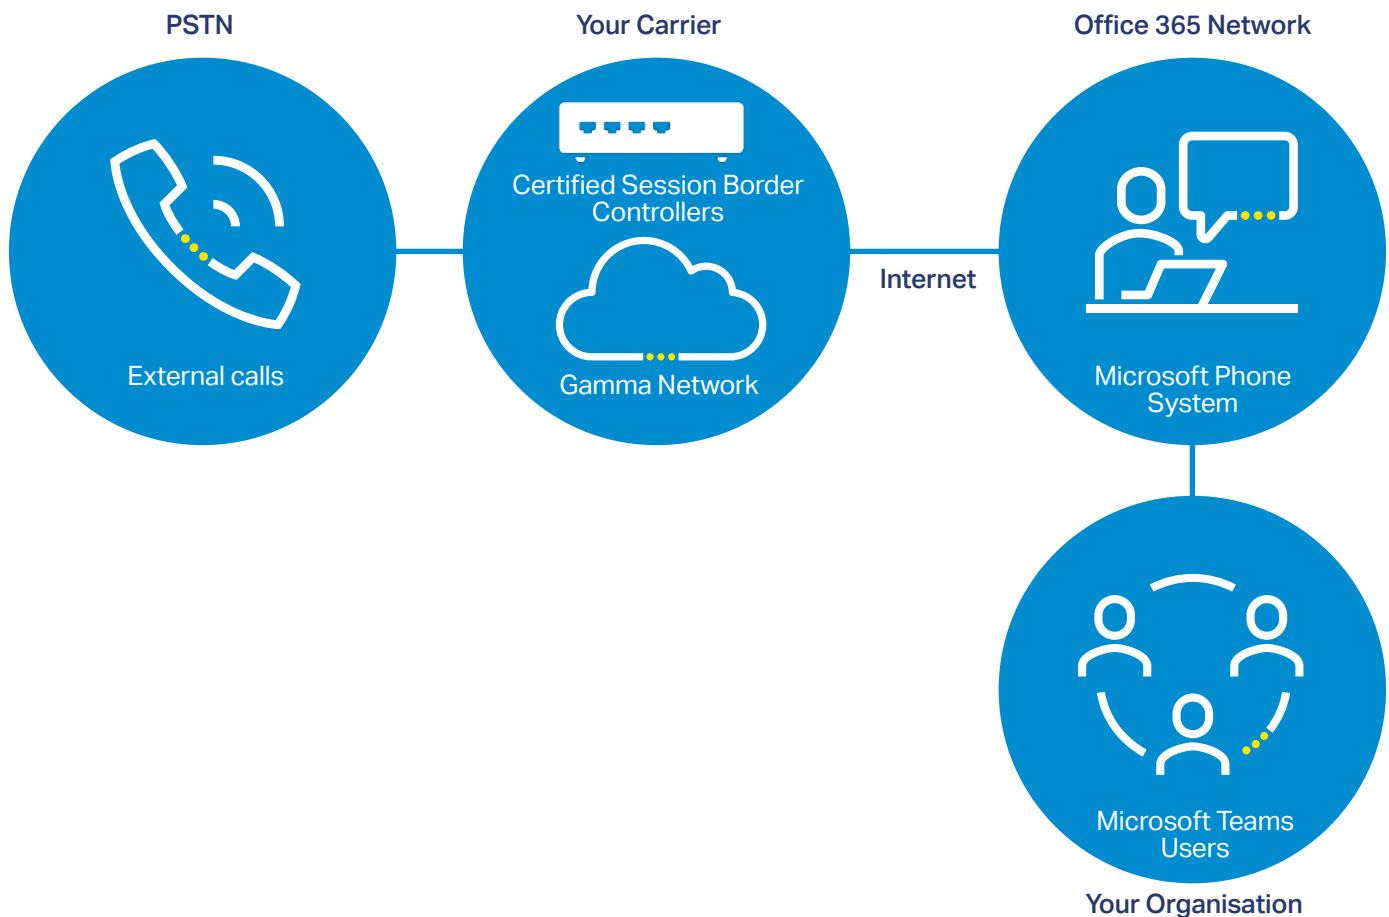 PSTN
Your Carrier
Office 365 Network
Certified Session Border
Controllers
Internet
External calls
Gamma Network
Microsoft Phone
System
Microsoft Teams
Users
Your Organisation